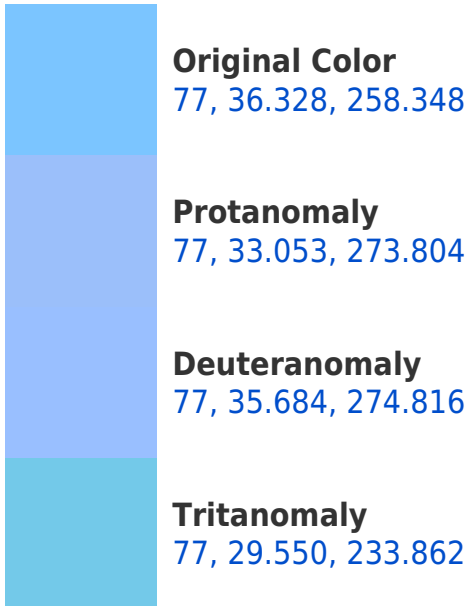 Original Color
77, 36.328, 258.348
Protanomaly
77, 33.053, 273.804
Deuteranomaly
77, 35.684, 274.816
Tritanomaly
77, 29.550, 233.862